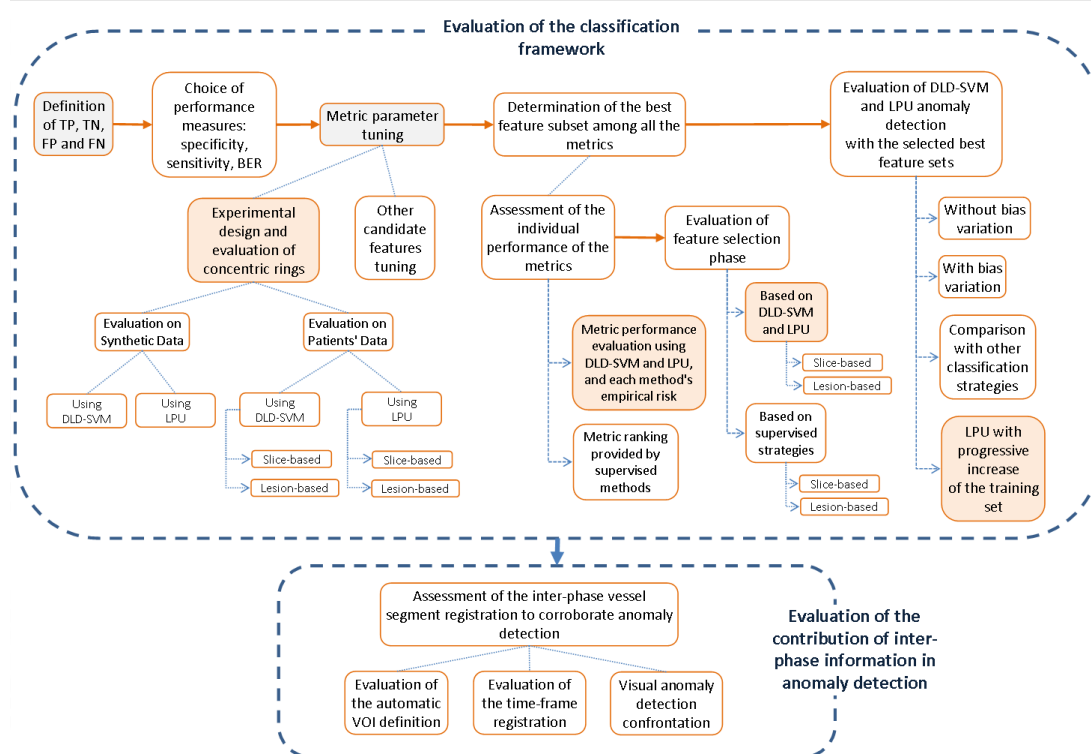 Evaluation of the classification
framework
Definition
of TP, TN,
FP and FN
Choice of
performance
measures:
specificity,
sensitivity, BER
Metric parameter
tuning
Determination of the best
feature subset among all the
metrics
Evaluation of DLD-SVM
and LPU anomaly
detection
with the selected best
feature sets
Experimental
design and
evaluation of
concentric rings
Other
candidate
features
tuning
Assessment of the
individual
performance of the
metrics
Evaluation of
feature selection
phase
Without bias
variation
With bias
variation
Comparison
with other
classification
strategies
LPU with
progressive
increase
of the training
set
Evaluation on
Synthetic Data
Evaluation on
Patients' Data
Using
DLD-SVM
Using
LPU
Using
DLD-SVM
Using
LPU
Slice-based
Lesion-based
Slice-based
Lesion-based
Metric performance
evaluation using
DLD-SVM and LPU,
and each method's
empirical risk
Metric ranking
provided by
supervised
methods
Based on
DLD-SVM
and LPU
Slice-based
Lesion-based
Based on
supervised
strategies
Slice-based
Lesion-based
Assessment of the inter-phase vessel
segment registration to corroborate anomaly
detection
Evaluation of
the automatic
VOI definition
Evaluation of
the time-frame
registration
Visual anomaly
detection
confrontation
Evaluation of the
contribution of inter-
phase information in
anomaly detection